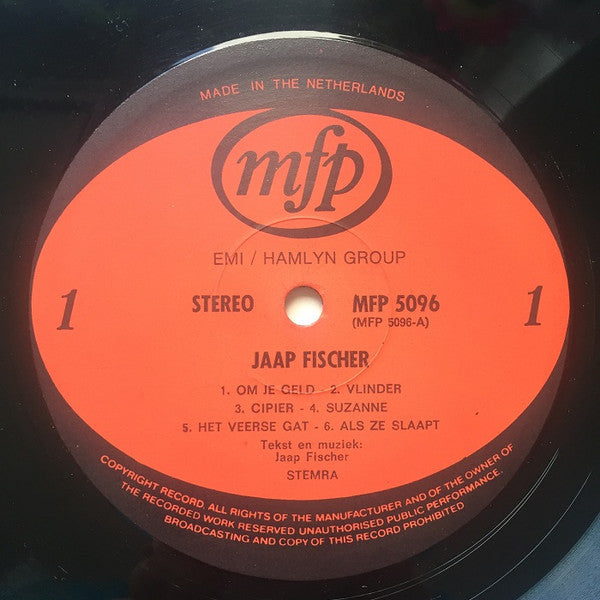 MADE IN THE NETHERLANDS
mfp
EMI / HAMLYN GROUP
1 STEREO MFP 5096 1
(MFP 5096-A)
JAAP FISCHER
1. OM JE GELD - 2. VLINDER
3. CIPIER - 4. SUZANNE
5. HET VEERSE GAT - 6. ALS ZE SLAAPT
Tekst en muziek:
Jaap Fischer
STEMRA
COPYRIGHT RECORD. ALL RIGHTS OF THE MANUFACTURER AND OF THE OWNER OF
THE RECORDED WORK RESERVED UNAUTHORISED PUBLIC PERFORMANCE.
BROADCASTING AND COPY OF THIS RECORD PROHIBITED